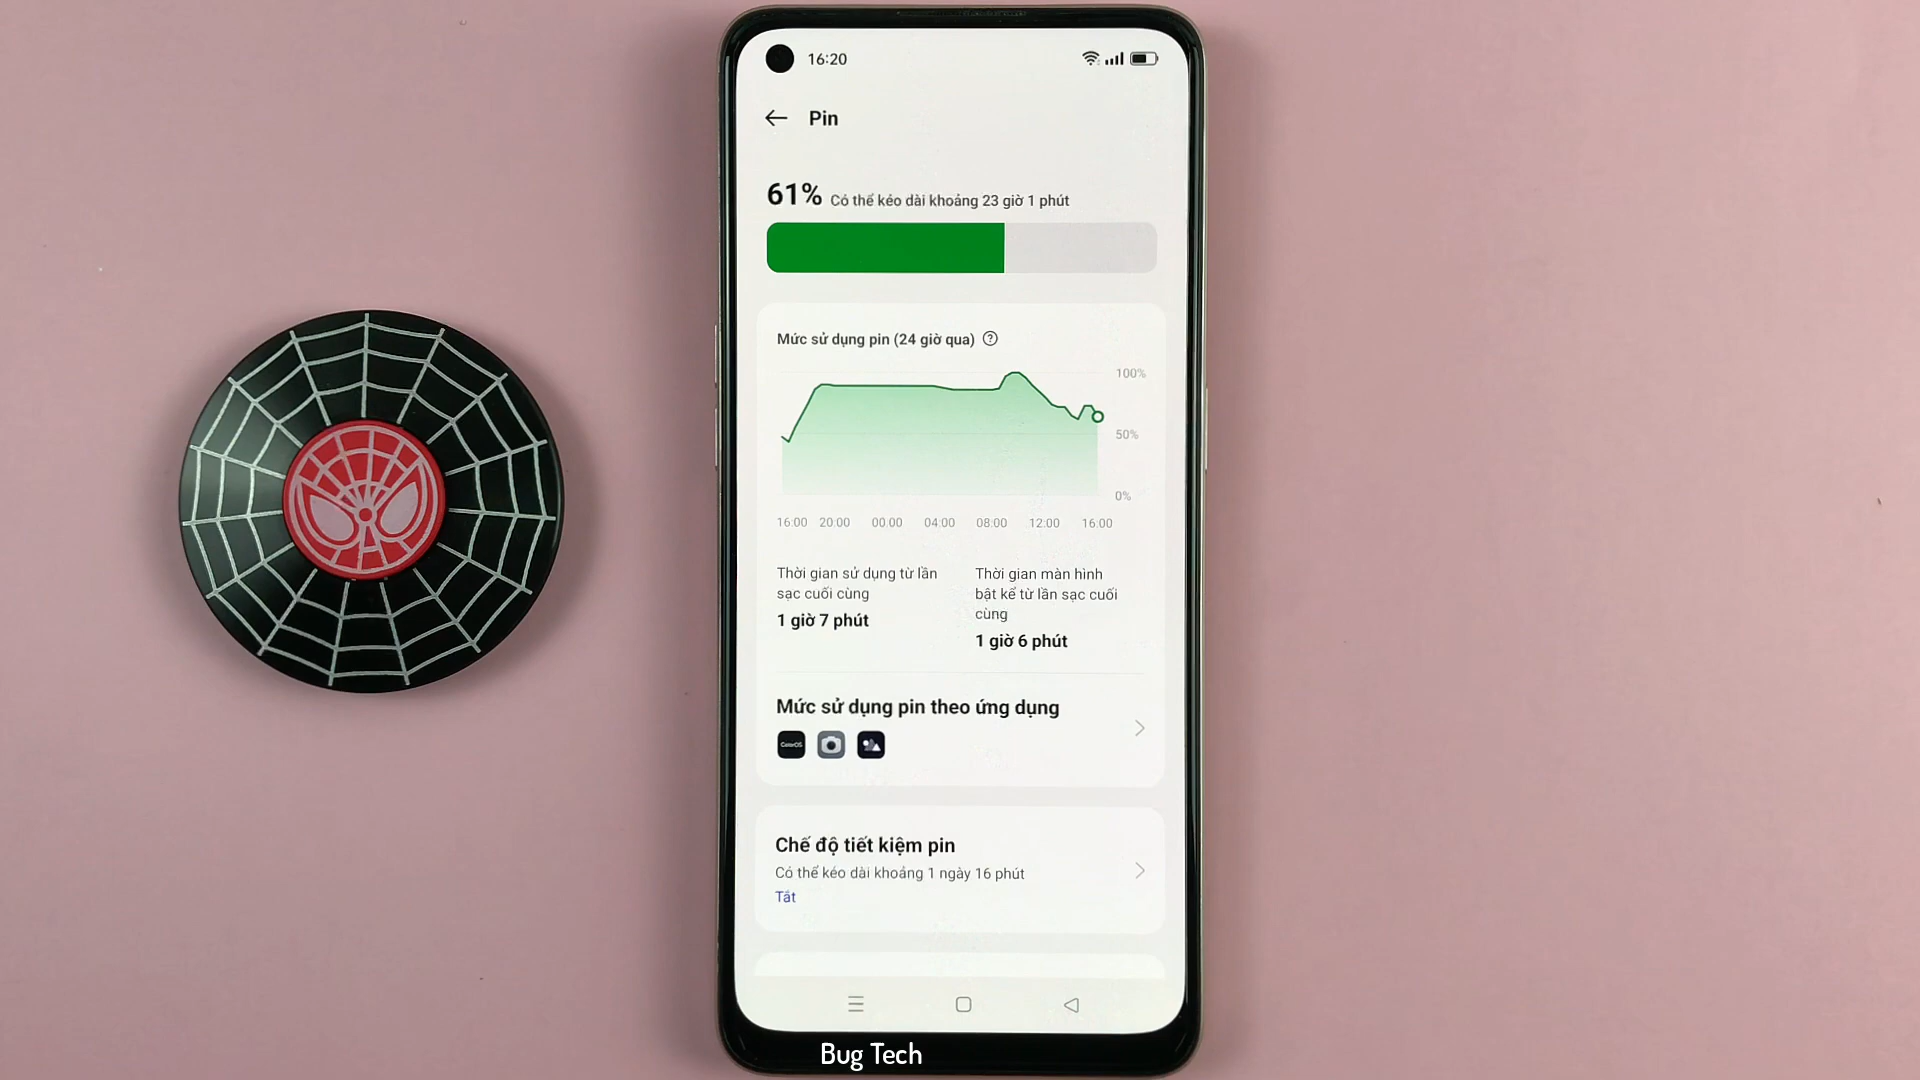 16:20
Pin
61% Có thể kéo dài khoảng 23 giờ 1 phút
Mức sử dụng pin (24 giờ qua) ?
100%
50%
0%
16:00 20:00 00:00 04:00 08:00 12:00 16:00
Thời gian sử dụng từ lần
sạc cuối cùng
1 giờ 7 phút
Thời gian màn hình
bật kể từ lần sạc cuối
cùng
1 giờ 6 phút
Mức sử dụng pin theo ứng dụng
ColorOS
Chế độ tiết kiệm pin
Có thể kéo dài khoảng 1 ngày 16 phút
Tắt
Bug Tech